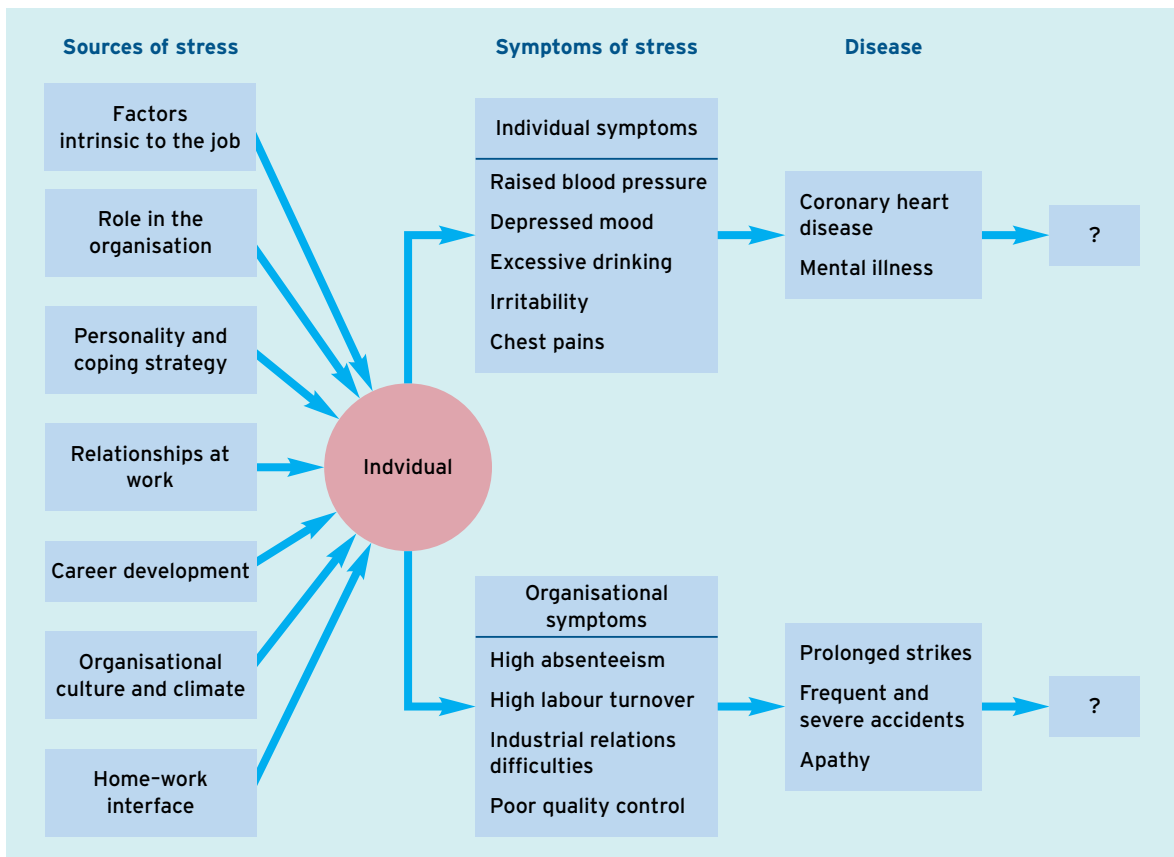 Sources of stress
Factors
intrinsic to the job
Role in the
organisation
Personality and
coping strategy
Relationships at
work
Career development
Organisational
culture and climate
Home–work
interface
Indvidual
Symptoms of stress
Individual symptoms
Raised blood pressure
Depressed mood
Excessive drinking
Irritability
Chest pains
Organisational
symptoms
High absenteeism
High labour turnover
Industrial relations
difficulties
Poor quality control
Disease
Coronary heart
disease
Mental illness
?
Prolonged strikes
Frequent and
severe accidents
Apathy
?